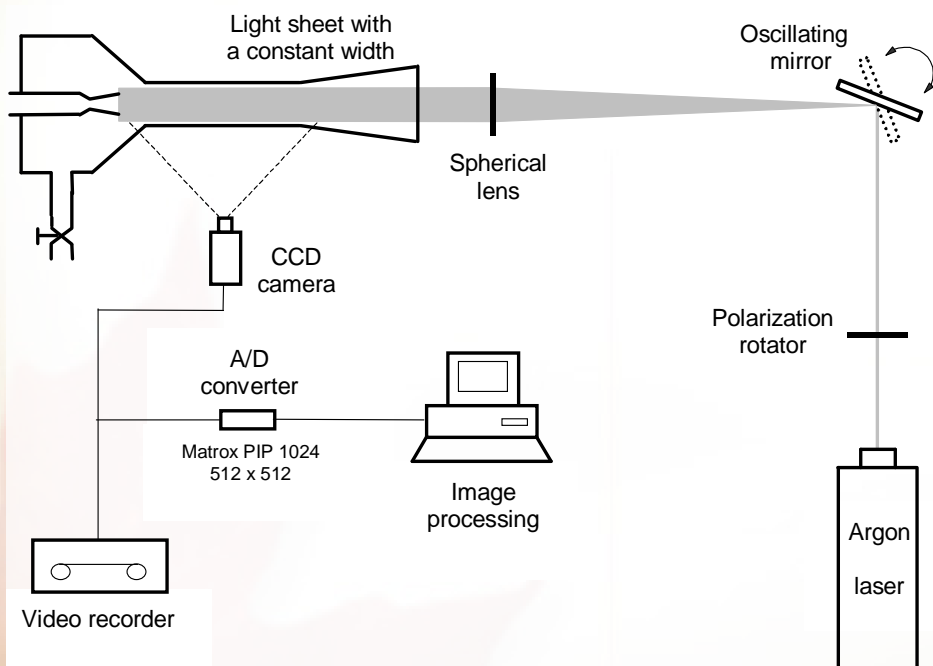 Light sheet with
a constant width
Oscillating
mirror
Spherical
lens
CCD
camera
Polarization
rotator
A/D
converter
Matrox PIP 1024
512 x 512
Image
processing
Argon
laser
Video recorder